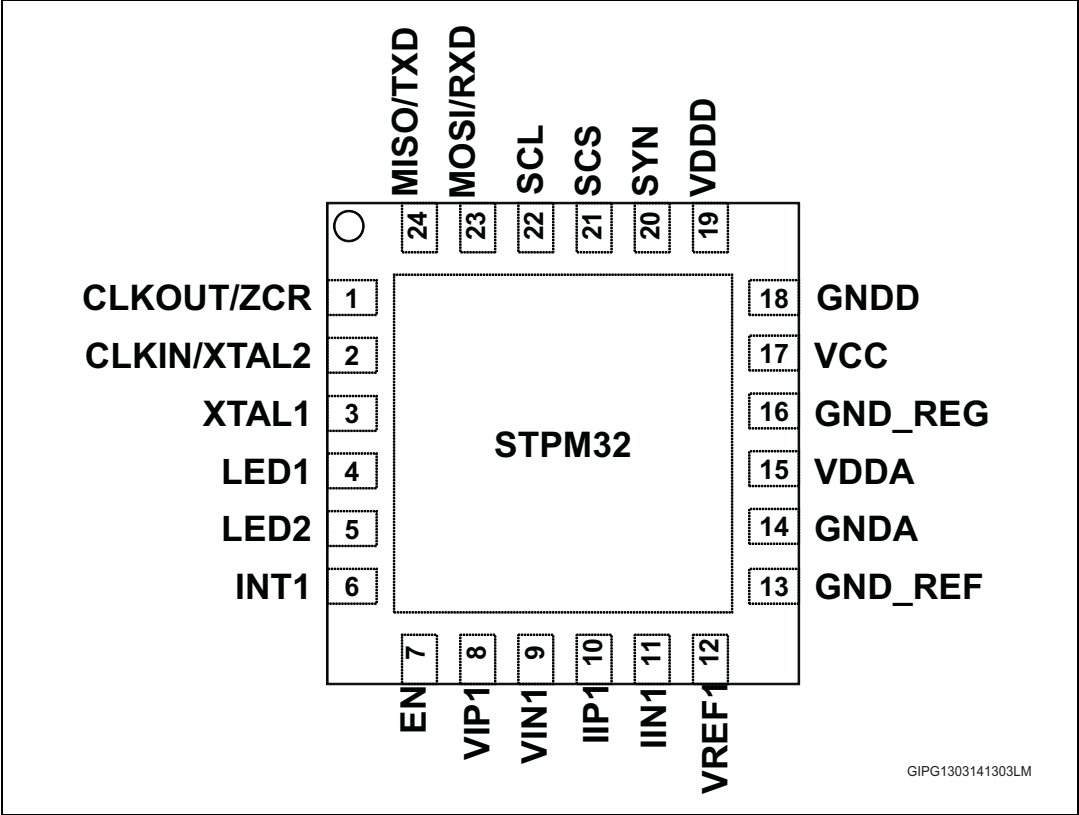 MISO/TXD
MOSI/RXD
SCL
SCS
SYN
VDDD
24
23
22
21
20
19
CLKOUT/ZCR 1
CLKIN/XTAL2 2
XTAL1 3
LED1 4
LED2 5
INT1 6
STPM32
18 GNDD
17 VCC
16 GND_REG
15 VDDA
14 GNDA
13 GND_REF
7
8
9
10
11
12
EN
VIP1
VIN1
IIP1
IIN1
VREF1
GIPG1303141303LM